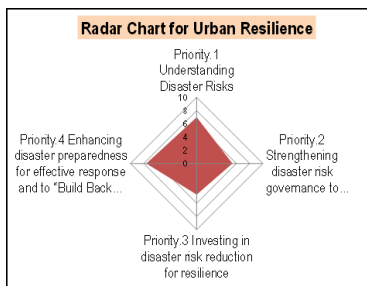 Radar Chart for Urban Resilience
Priority.1
Understanding
Disaster Risks
10
8
6
4
2
0
Priority.2
Strengthening
disaster risk
governance to...
Priority.3 Investing in
disaster risk reduction
for resilience
Priority.4 Enhancing
disaster preparedness
for effective response
and to "Build Back...